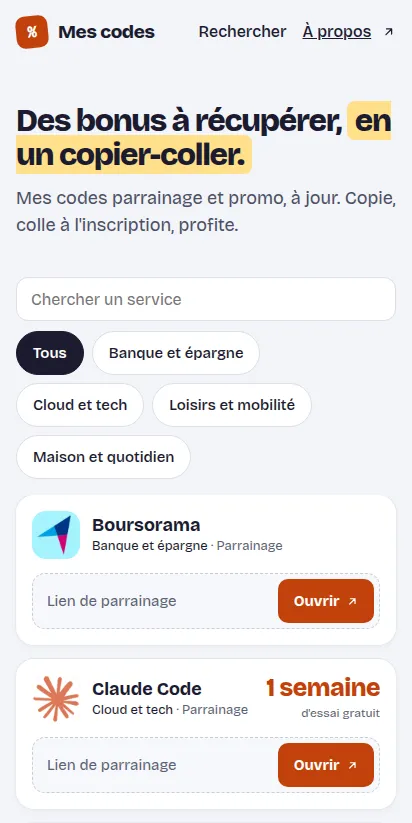 % Mes codes Rechercher À propos ↗
Des bonus à récupérer, en
un copier-coller.
Mes codes parrainage et promo, à jour. Copie,
colle à l'inscription, profite.
Chercher un service
Tous Banque et épargne
Cloud et tech Loisirs et mobilité
Maison et quotidien
Boursorama
Banque et épargne · Parrainage
Lien de parrainage Ouvrir ↗
Claude Code 1 semaine
Cloud et tech · Parrainage d'essai gratuit
Lien de parrainage Ouvrir ↗